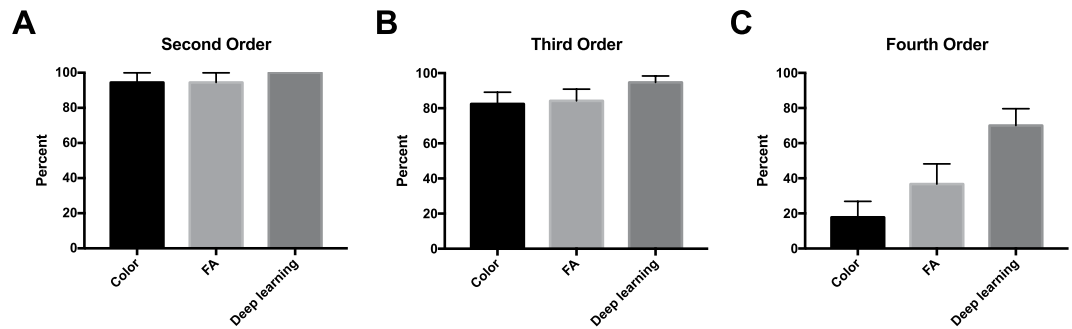 A
Second Order
Percent
100
80
60
40
20
0
Color
FA
Deep learning
B
Third Order
Percent
100
80
60
40
20
0
Color
FA
Deep learning
C
Fourth Order
Percent
100
80
60
40
20
0
Color
FA
Deep learning